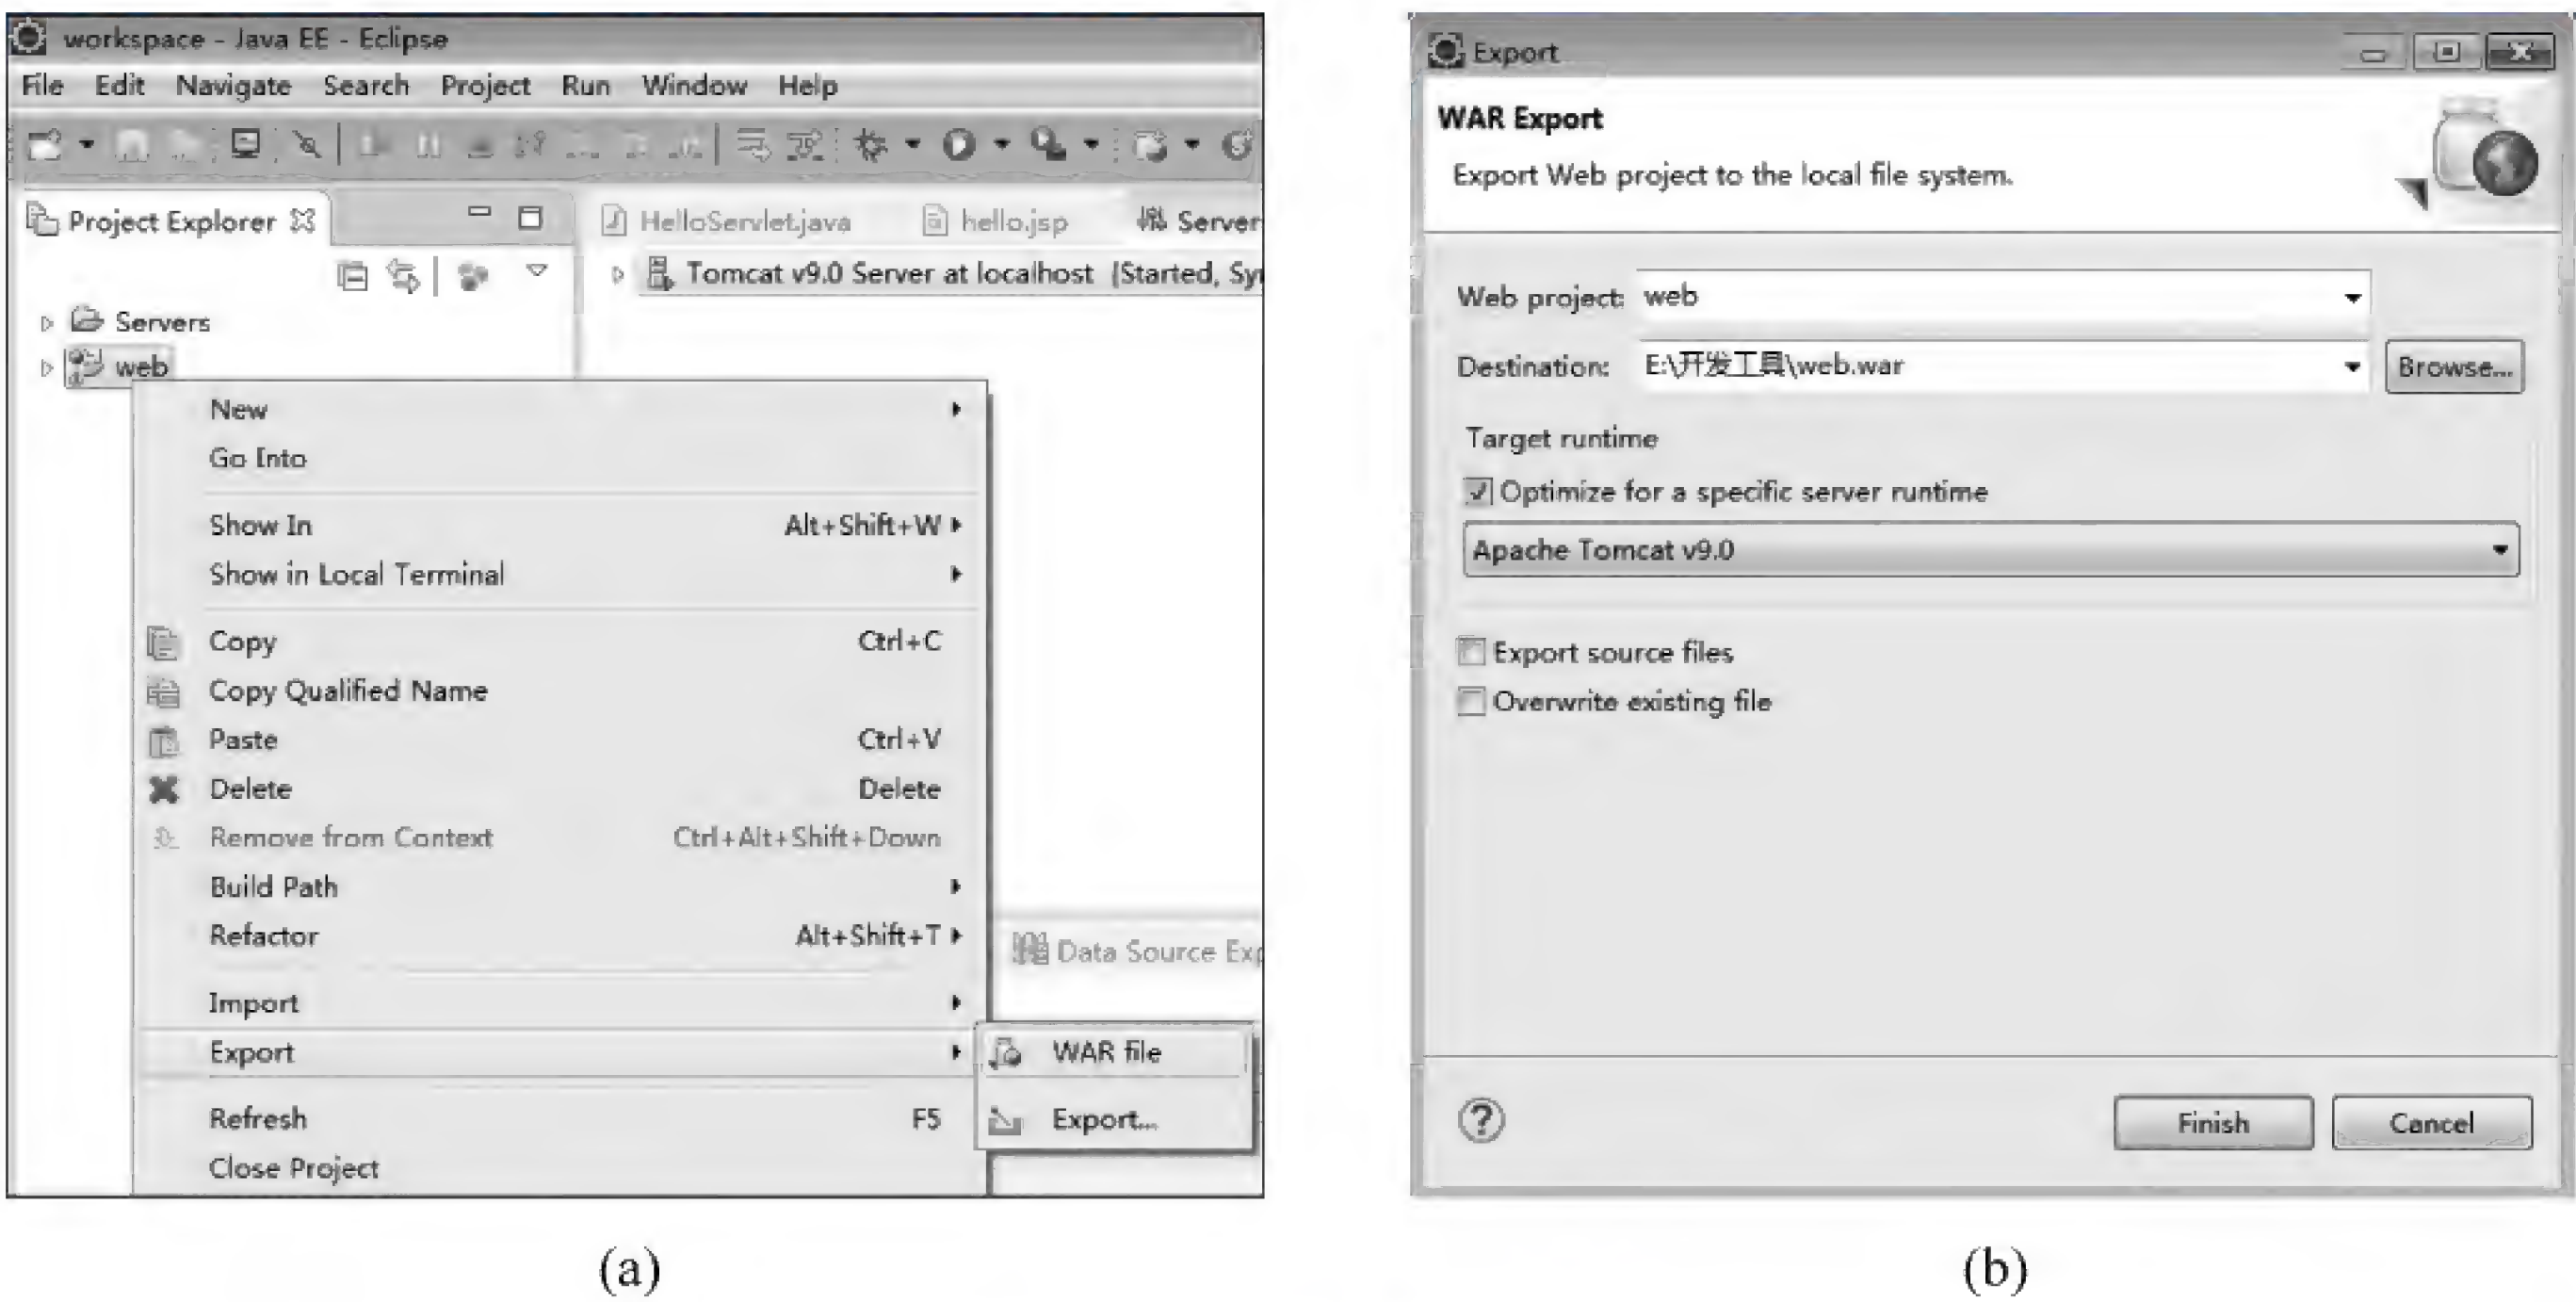 workspace - Java EE - Eclipse
File Edit Navigate Search Project Run Window Help
Project Explorer
HelloServlet.java hello.jsp Server
Tomcat v9.0 Server at localhost [Started, Sy
Servers
web
New
Go Into
Show In Alt+Shift+W
Show in Local Terminal
Copy Ctrl+C
Copy Qualified Name
Paste Ctrl+V
Delete Delete
Remove from Context Ctrl+Alt+Shift+Down
Build Path
Refactor Alt+Shift+T
Data Source Exp
Import
Export
WAR file
Export...
Refresh F5
Close Project
(a)
Export
WAR Export
Export Web project to the local file system.
Web project: web
Destination: E:\开发工具\web.war Browse...
Target runtime
Optimize for a specific server runtime
Apache Tomcat v9.0
Export source files
Overwrite existing file
Finish Cancel
(b)